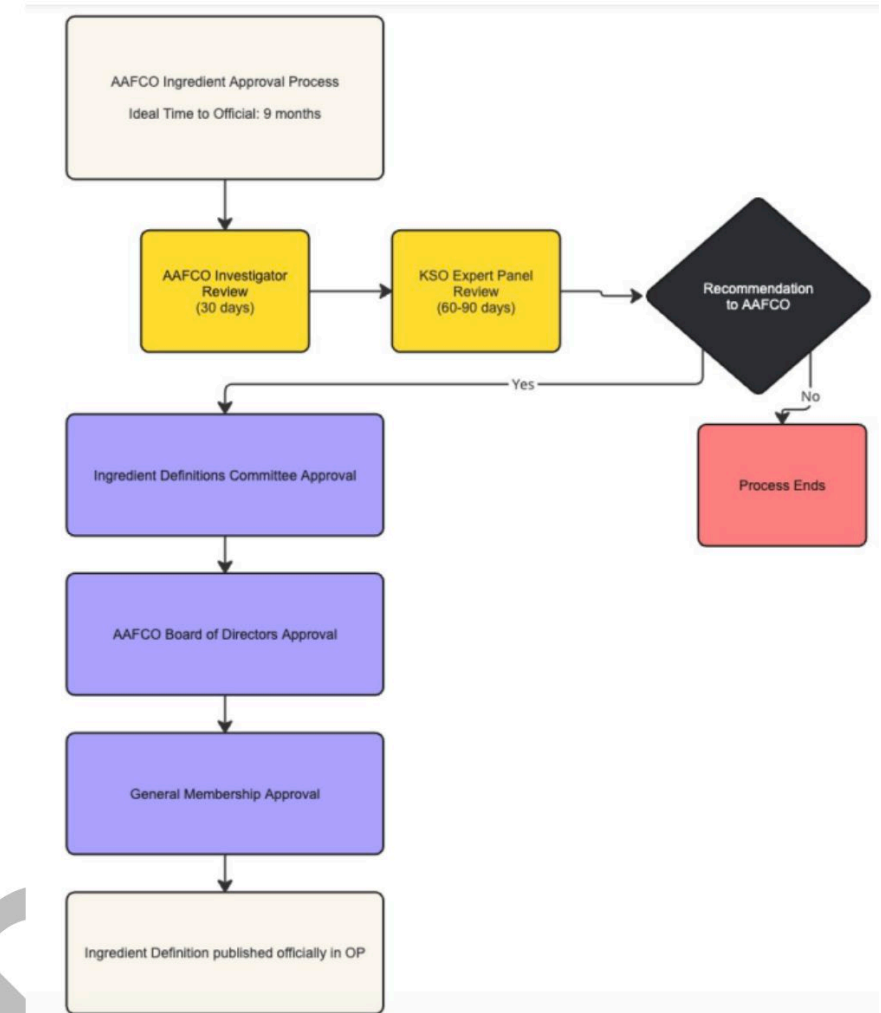 AAFCO Ingredient Approval Process
Ideal Time to Official: 9 months
AAFCO Investigator
Review
(30 days)
KSO Expert Panel
Review
(60-90 days)
Recommendation
to AAFCO
Yes
No
Ingredient Definitions Committee Approval
Process Ends
AAFCO Board of Directors Approval
General Membership Approval
Ingredient Definition published officially in OP